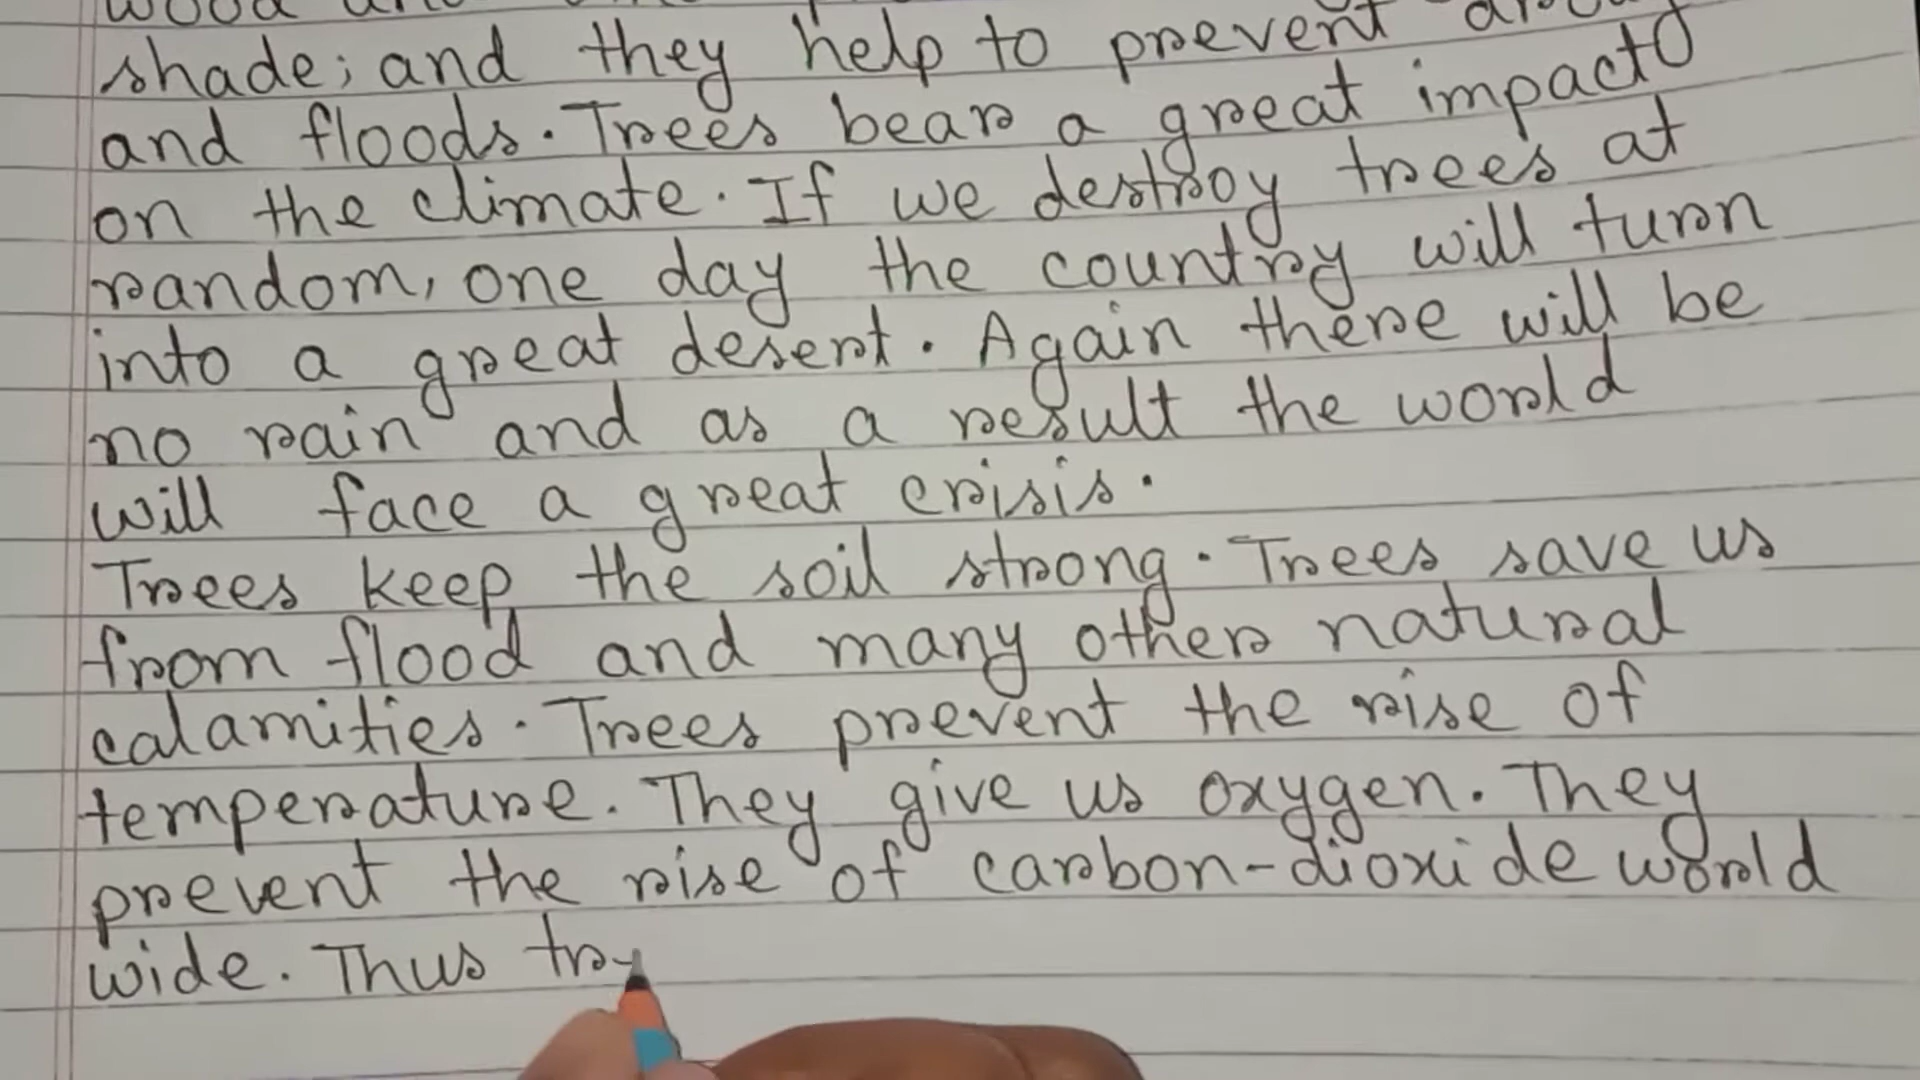 wood and
shade; and they help to prevent
and floods. Trees bear a great impact
on the climate. If we destroy trees at
random, one day the country will turn
into a great desert. Again there will be
no rain and as a result the world
will face a great crisis.
Trees keep the soil strong. Trees save us
from flood and many other natural
calamities. Trees prevent the rise of
temperature. They give us oxygen. They
prevent the rise of carbon-dioxide world
wide. Thus tr